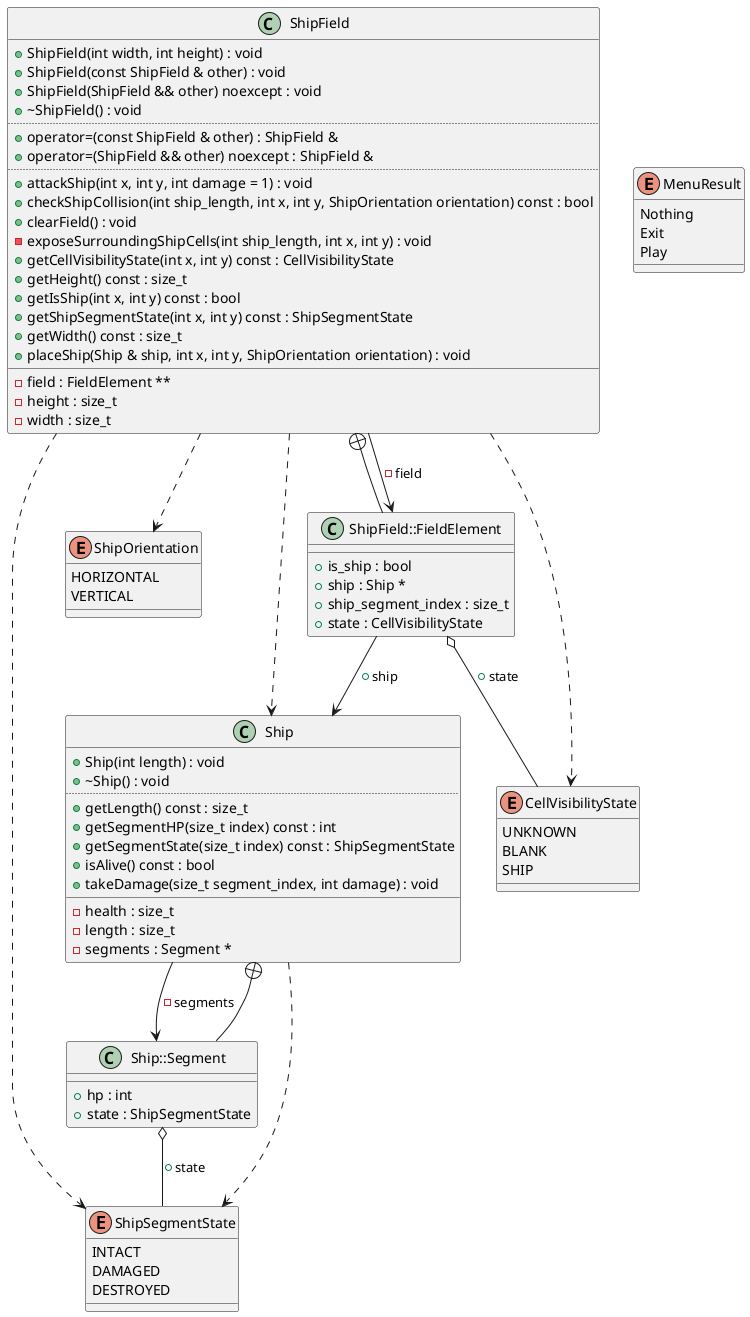 C ShipField
ShipField(int width, int height) : void
ShipField(const ShipField & other) : void
ShipField(ShipField && other) noexcept : void
~ShipField() : void
operator=(const ShipField & other) : ShipField &
operator=(ShipField && other) noexcept : ShipField &
attackShip(int x, int y, int damage = 1) : void
checkShipCollision(int ship_length, int x, int y, ShipOrientation orientation) const : bool
clearField() : void
exposeSurroundingShipCells(int ship_length, int x, int y) : void
getCellVisibilityState(int x, int y) const : CellVisibilityState
getHeight() const : size_t
getIsShip(int x, int y) const : bool
getShipSegmentState(int x, int y) const : ShipSegmentState
getWidth() const : size_t
placeShip(Ship & ship, int x, int y, ShipOrientation orientation) : void
field : FieldElement **
height : size_t
width : size_t
E MenuResult
Nothing
Exit
Play
field
E ShipOrientation
HORIZONTAL
VERTICAL
C ShipField::FieldElement
is_ship : bool
ship : Ship *
ship_segment_index : size_t
state : CellVisibilityState
ship
state
C Ship
Ship(int length) : void
~Ship() : void
getLength() const : size_t
getSegmentHP(size_t index) const : int
getSegmentState(size_t index) const : ShipSegmentState
isAlive() const : bool
takeDamage(size_t segment_index, int damage) : void
health : size_t
length : size_t
segments : Segment *
E CellVisibilityState
UNKNOWN
BLANK
SHIP
segments
C Ship::Segment
hp : int
state : ShipSegmentState
state
E ShipSegmentState
INTACT
DAMAGED
DESTROYED